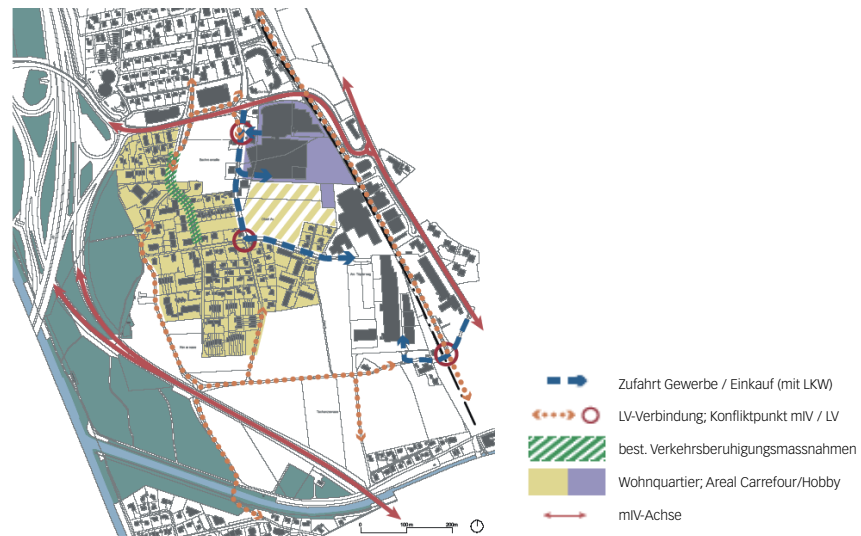 0 100m 200m
Zufahrt Gewerbe / Einkauf (mit LKW)
LV-Verbindung; Konfliktpunkt mIV / LV
best. Verkehrsberuhigungsmassnahmen
Wohnquartier; Areal Carrefour/Hobby
mIV-Achse